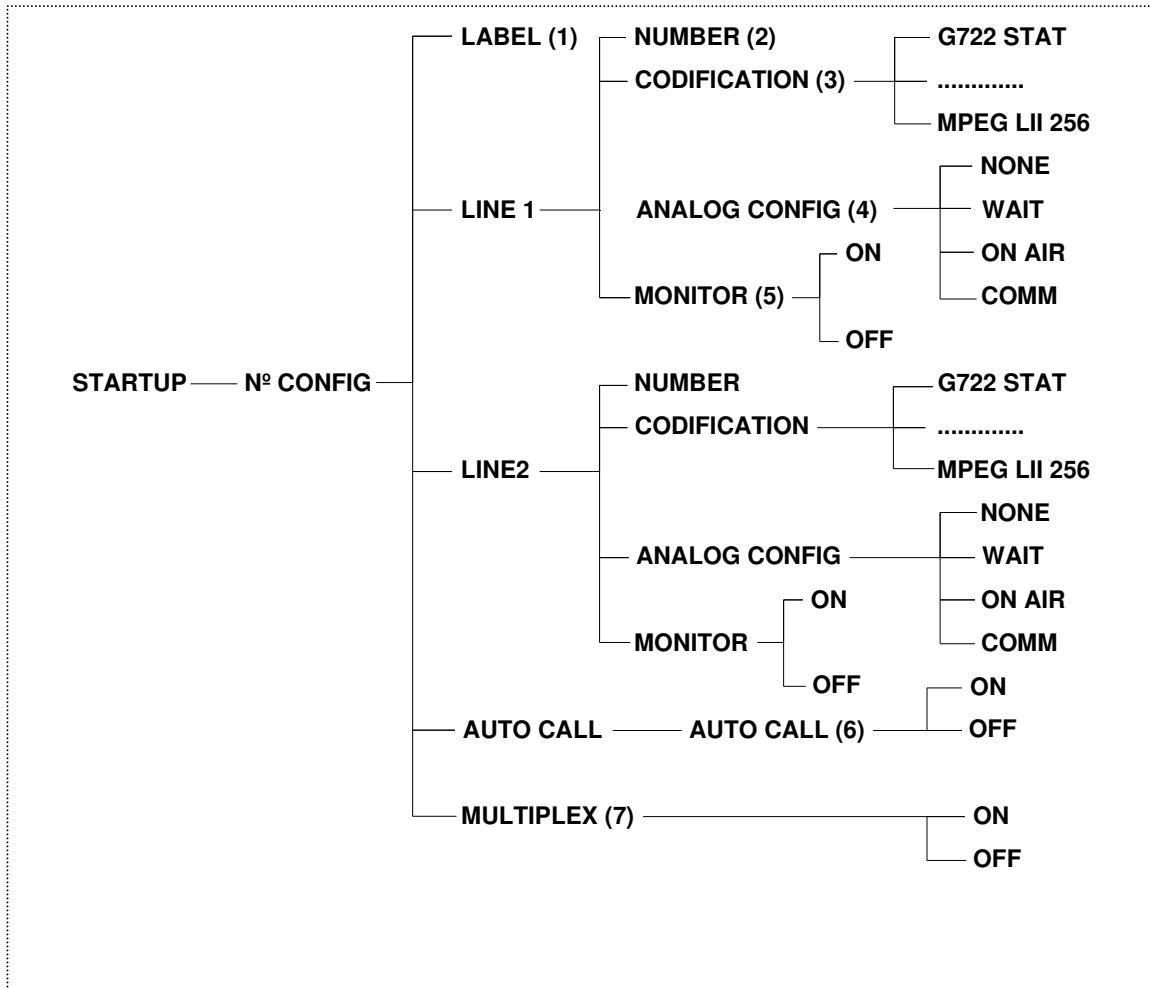 LABEL (1)
NUMBER (2)
G722 STAT
CODIFICATION (3)
.............
MPEG LII 256
NONE
LINE 1
ANALOG CONFIG (4)
WAIT
ON
ON AIR
MONITOR (5)
COMM
OFF
STARTUP
Nº CONFIG
NUMBER
G722 STAT
CODIFICATION
.............
LINE2
MPEG LII 256
NONE
ANALOG CONFIG
WAIT
ON
ON AIR
MONITOR
COMM
OFF
ON
AUTO CALL
AUTO CALL (6)
OFF
MULTIPLEX (7)
ON
OFF